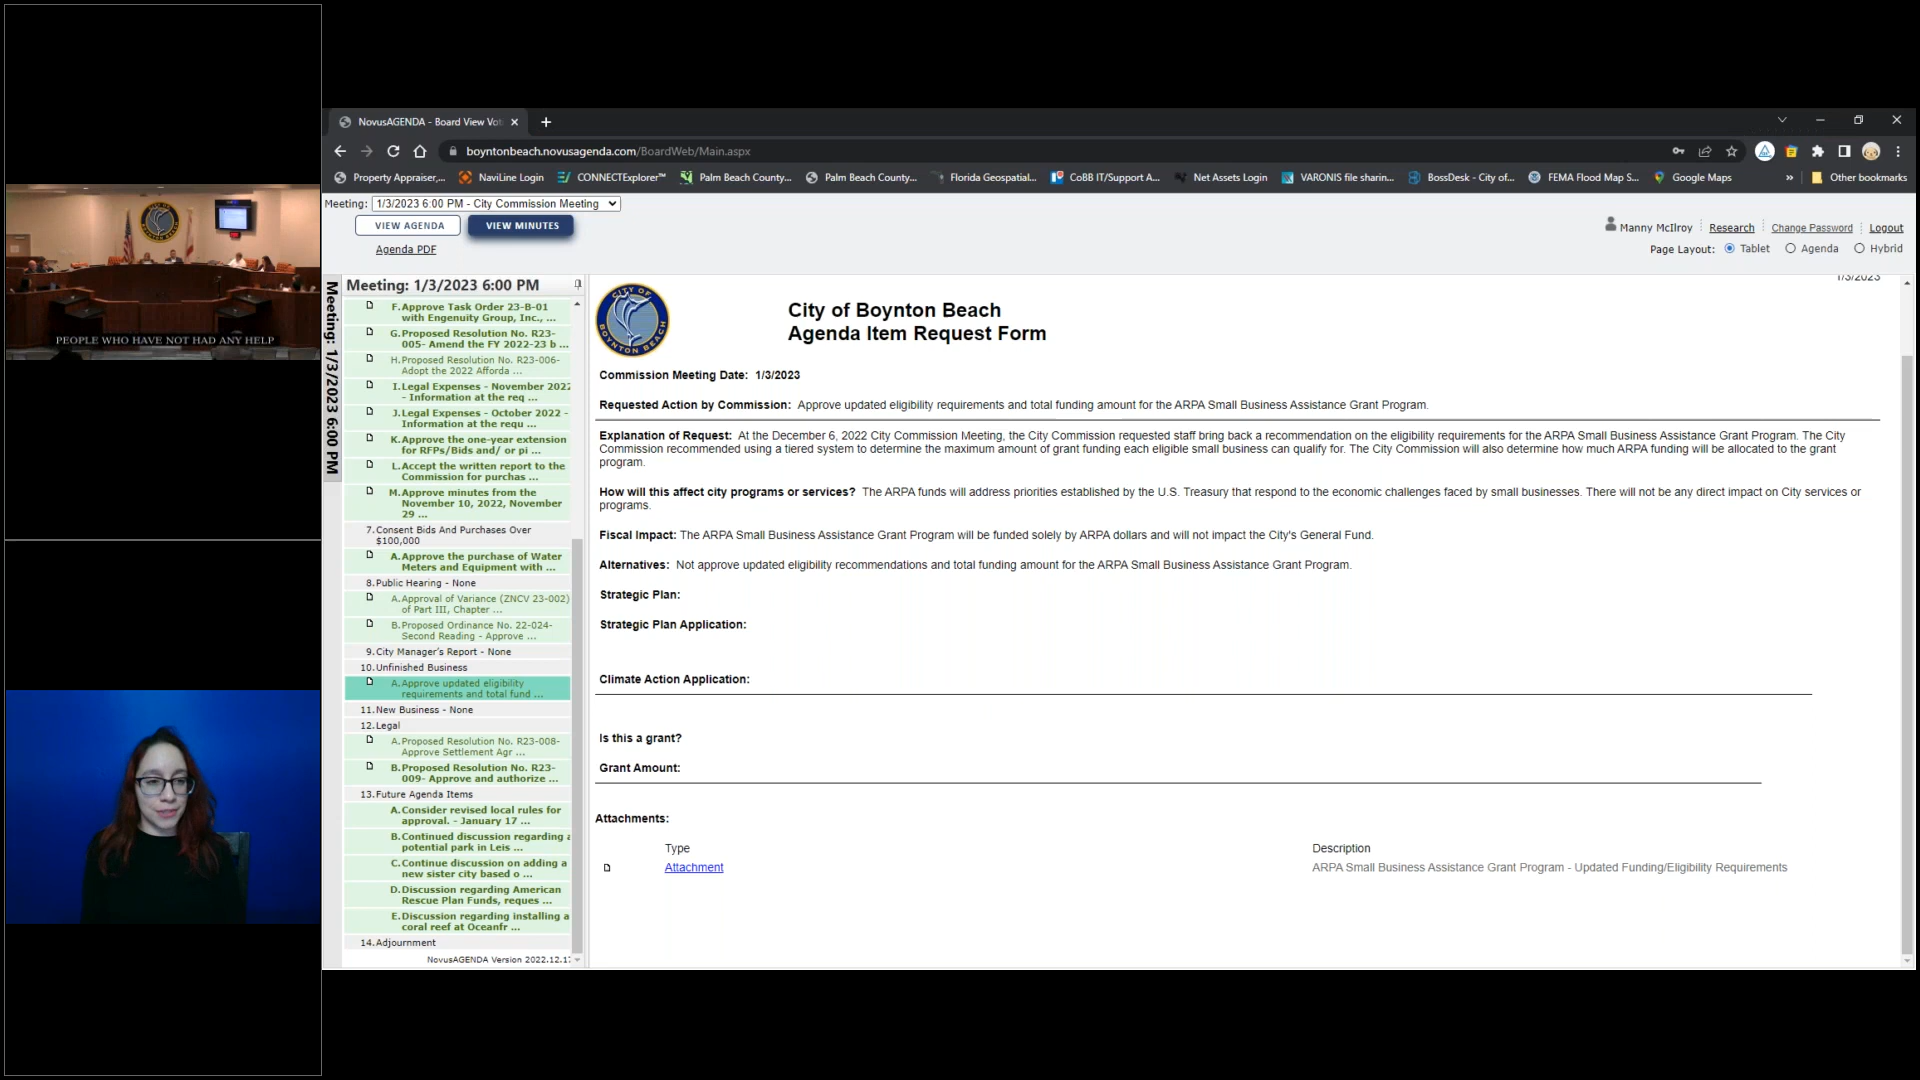 PEOPLE WHO HAVE NOT HAD ANY HELP
NovusAGENDA - Board View Vot
boyntonbeach.novusagenda.com/BoardWeb/Main.aspx
Property Appraiser,... NaviLine Login CONNECTExplorer™ Palm Beach County... Palm Beach County... Florida Geospatial... CoBB IT/Support A... Net Assets Login VARONIS file sharin... BossDesk - City of... FEMA Flood Map S... Google Maps » Other bookmarks
Meeting: 1/3/2023 6:00 PM - City Commission Meeting
VIEW AGENDA VIEW MINUTES
Agenda PDF
Manny McIlroy Research Change Password Logout
Page Layout: Tablet Agenda Hybrid
Meeting: 1/3/2023 6:00 PM
Meeting: 1/3/2023 6:00 PM
F. Approve Task Order 23-B-01
with Engenuity Group, Inc., ...
G. Proposed Resolution No. R23-
005- Amend the FY 2022-23 b ...
H. Proposed Resolution No. R23-006-
Adopt the 2022 Afforda ...
I. Legal Expenses - November 2022
- Information at the req ...
J. Legal Expenses - October 2022 -
Information at the requ ...
K. Approve the one-year extension
for RFPs/Bids and/ or pi ...
L. Accept the written report to the
Commission for purchas ...
M. Approve minutes from the
November 10, 2022, November
29 ...
7. Consent Bids And Purchases Over
$100,000
A. Approve the purchase of Water
Meters and Equipment with ...
8. Public Hearing - None
A. Approval of Variance (ZNCV 23-002)
of Part III, Chapter ...
B. Proposed Ordinance No. 22-024-
Second Reading - Approve ...
9. City Manager's Report - None
10. Unfinished Business
A. Approve updated eligibility
requirements and total fund ...
11. New Business - None
12. Legal
A. Proposed Resolution No. R23-008-
Approve Settlement Agr ...
B. Proposed Resolution No. R23-
009- Approve and authorize ...
13. Future Agenda Items
A. Consider revised local rules for
approval. - January 17 ...
B. Continued discussion regarding a
potential park in Leis ...
C. Continue discussion on adding a
new sister city based o ...
D. Discussion regarding American
Rescue Plan Funds, reques ...
E. Discussion regarding installing a
coral reef at Oceanfr ...
14. Adjournment
NovusAGENDA Version 2022.12.17
1/3/2023
CITY OF BOYNTON BEACH
City of Boynton Beach
Agenda Item Request Form
Commission Meeting Date: 1/3/2023
Requested Action by Commission: Approve updated eligibility requirements and total funding amount for the ARPA Small Business Assistance Grant Program.
Explanation of Request: At the December 6, 2022 City Commission Meeting, the City Commission requested staff bring back a recommendation on the eligibility requirements for the ARPA Small Business Assistance Grant Program. The City
Commission recommended using a tiered system to determine the maximum amount of grant funding each eligible small business can qualify for. The City Commission will also determine how much ARPA funding will be allocated to the grant
program.
How will this affect city programs or services? The ARPA funds will address priorities established by the U.S. Treasury that respond to the economic challenges faced by small businesses. There will not be any direct impact on City services or
programs.
Fiscal Impact: The ARPA Small Business Assistance Grant Program will be funded solely by ARPA dollars and will not impact the City's General Fund.
Alternatives: Not approve updated eligibility recommendations and total funding amount for the ARPA Small Business Assistance Grant Program.
Strategic Plan:
Strategic Plan Application:
Climate Action Application:
Is this a grant?
Grant Amount:
Attachments:
Type Description
Attachment ARPA Small Business Assistance Grant Program - Updated Funding/Eligibility Requirements